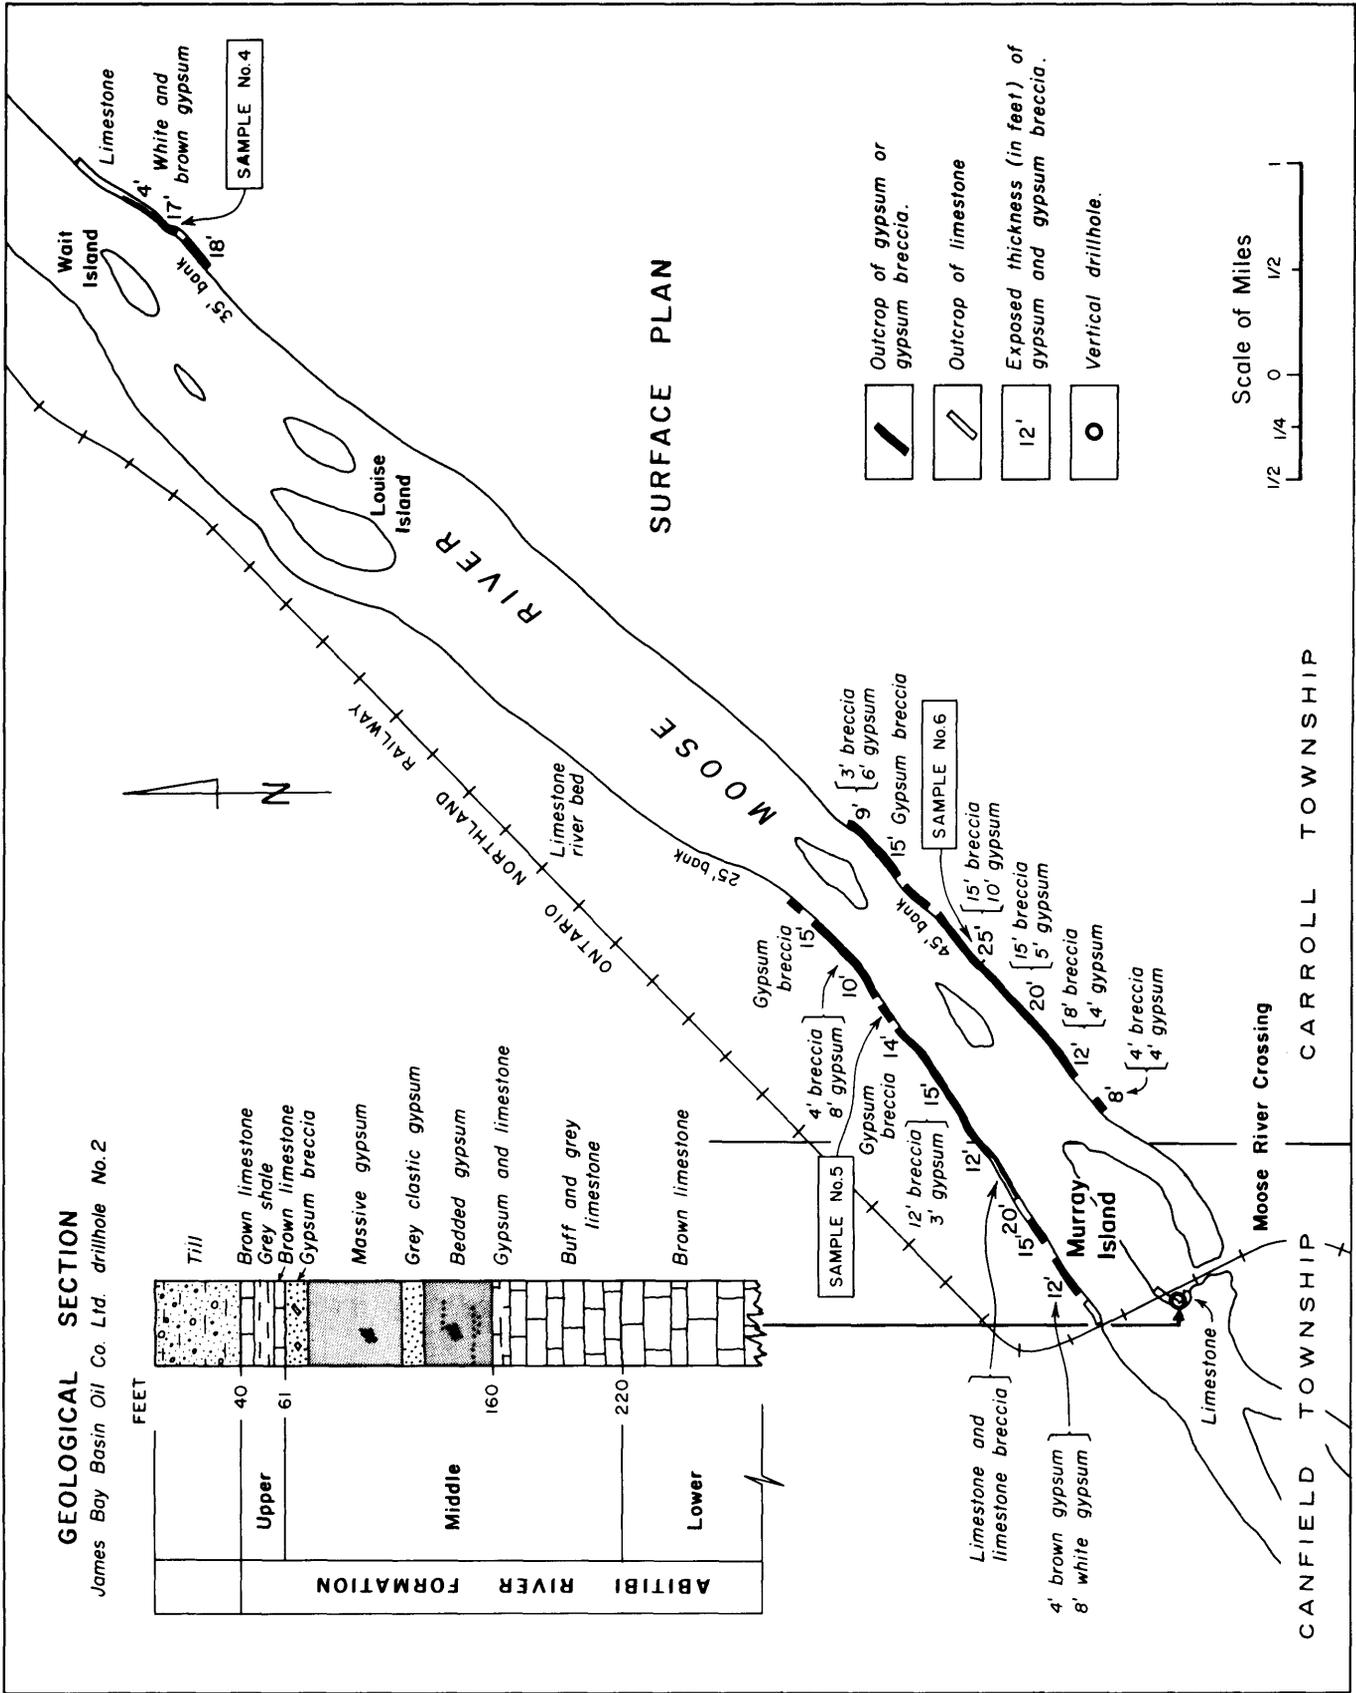 GEOLOGICAL SECTION
James Bay Basin Oil Co. Ltd. drillhole No.2
FEET
40
61
160
220
Upper
Middle
Lower
ABITIBI RIVER FORMATION
Till
Brown limestone
Grey shale
Brown limestone
Gypsum breccia
Massive gypsum
Grey clastic gypsum
Bedded gypsum
Gypsum and limestone
Buff and grey
limestone
Brown limestone
N
ONTARIO NORTHLAND RAILWAY
Limestone
river bed
MOOSE RIVER
Wait
Island
Louise
Island
35' bank
Limestone
4'
White and
brown gypsum
17'
18'
SAMPLE No.4
SURFACE PLAN
25' bank
Gypsum
breccia
15'
4' breccia
8' gypsum
10'
SAMPLE No.5
Gypsum
breccia
14'
12' breccia
3' gypsum
15'
12'
Limestone and
limestone breccia
20'
15'
4' brown gypsum
8' white gypsum
12'
Murray
Island
Limestone
Moose River Crossing
9'
3' breccia
6' gypsum
15' Gypsum breccia
SAMPLE No.6
45' bank
25'
15' breccia
10' gypsum
20'
15' breccia
5' gypsum
12'
8' breccia
4' gypsum
8'
4' breccia
4' gypsum
CANFIELD TOWNSHIP
CARROLL TOWNSHIP
Outcrop of gypsum or
gypsum breccia.
Outcrop of limestone
12'
Exposed thickness (in feet) of
gypsum and gypsum breccia.
Vertical drillhole.
Scale of Miles
1/2 1/4 0 1/2 1